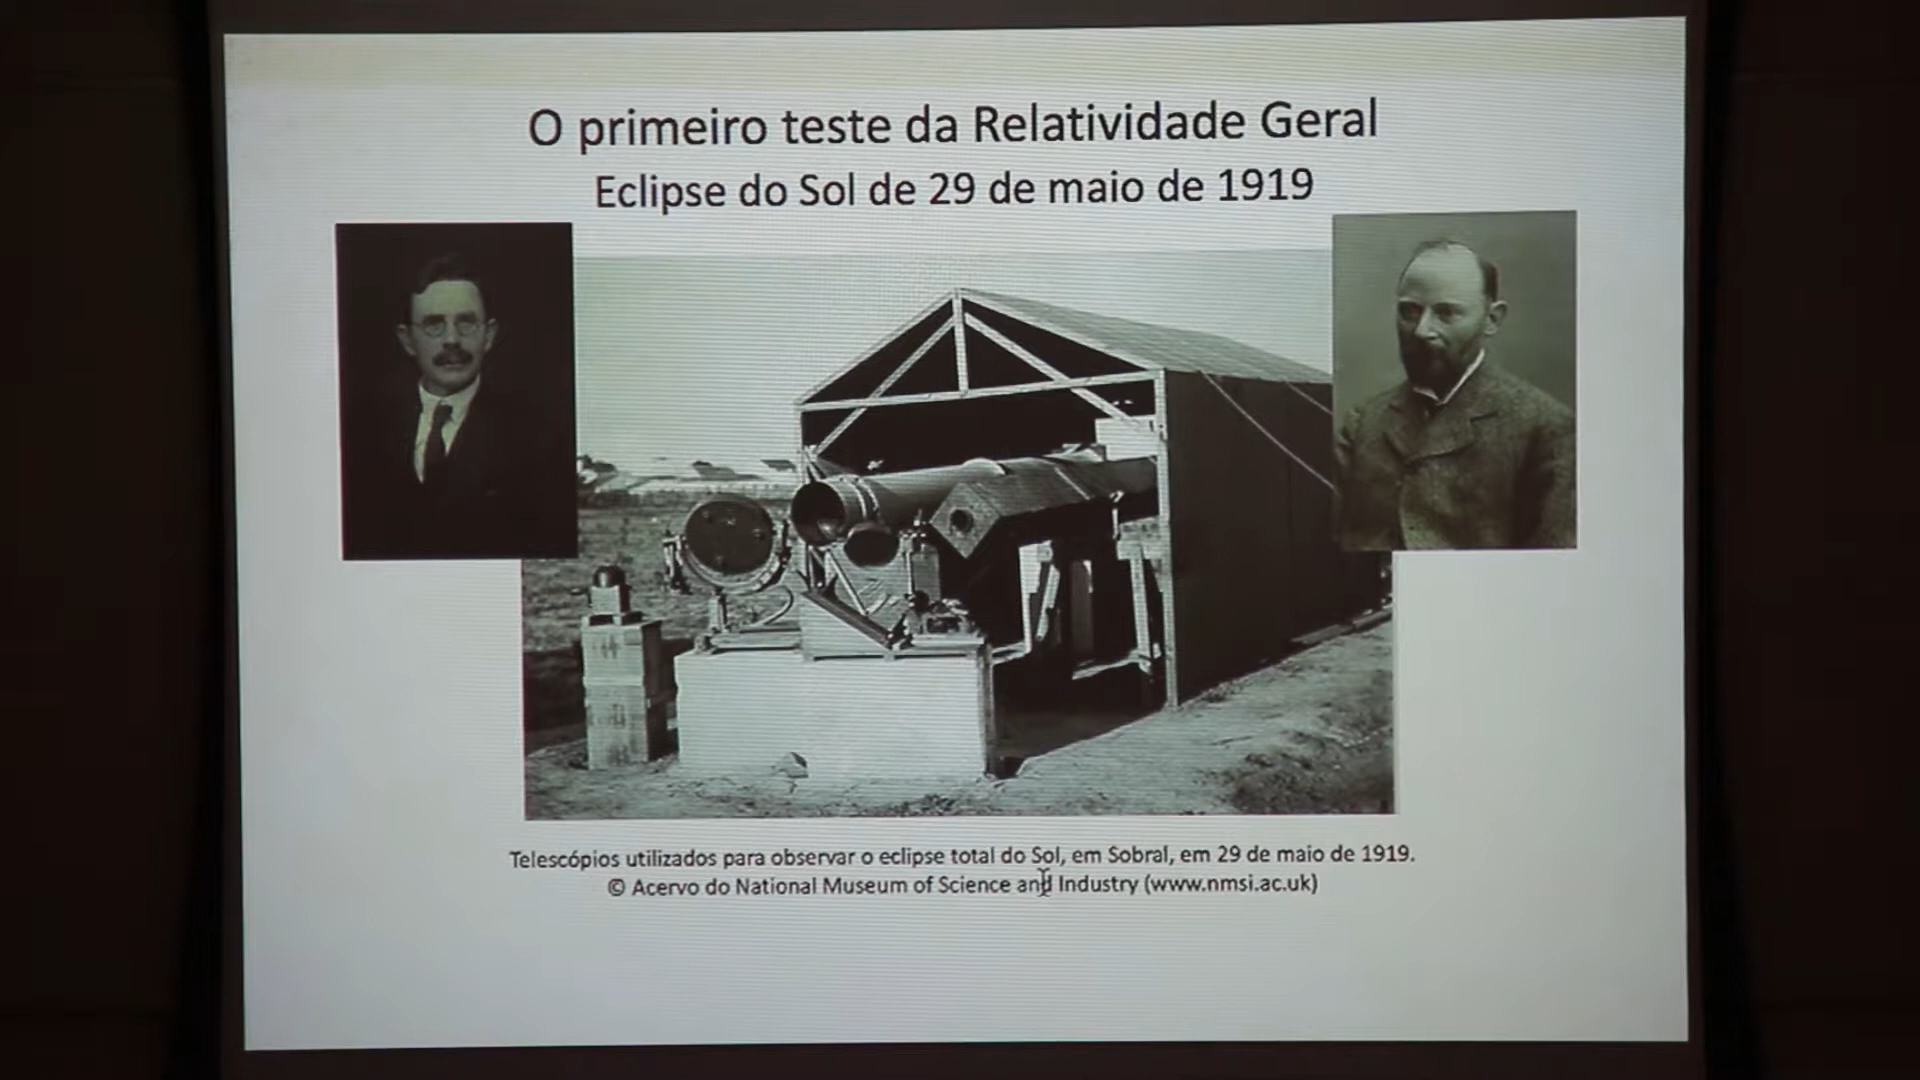 O primeiro teste da Relatividade Geral
Eclipse do Sol de 29 de maio de 1919
Telescópios utilizados para observar o eclipse total do Sol, em Sobral, em 29 de maio de 1919.
© Acervo do National Museum of Science and Industry (www.nmsi.ac.uk)